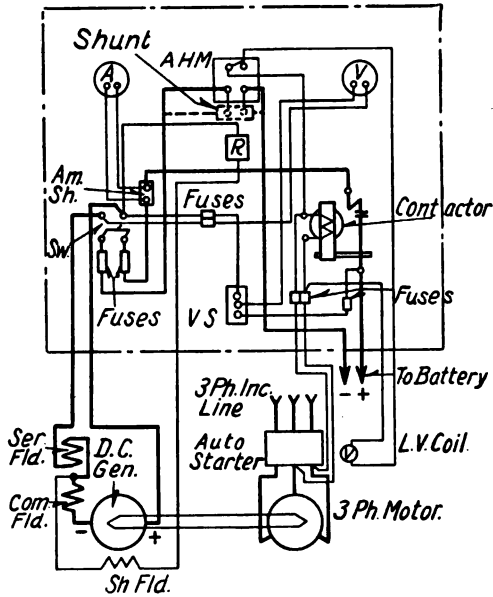 Shunt
AHM
A
V
R
Am.
Sh.
Fuses
Contactor
Sw.
Fuses
VS
Fuses
- +
To Battery
3 Ph. Inc.
Line
Ser.
Fld.
D.C.
Gen.
Auto
Starter
V
L.V. Coil.
Com.
Fld.
- +
3 Ph. Motor.
Sh Fld.